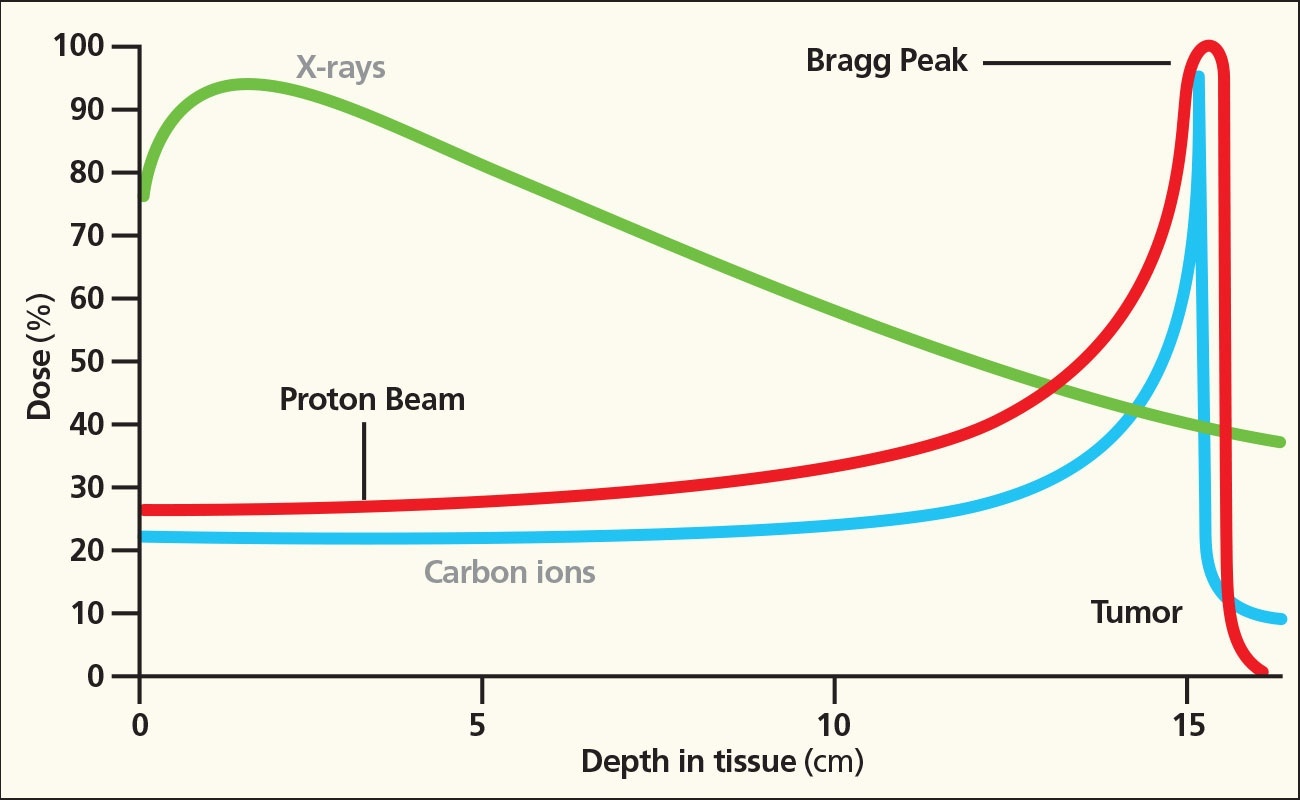 100
90
80
70
60
50
40
30
20
10
0
Dose (%)
X-rays
Bragg Peak
Proton Beam
Carbon ions
Tumor
0 5 10 15
Depth in tissue (cm)